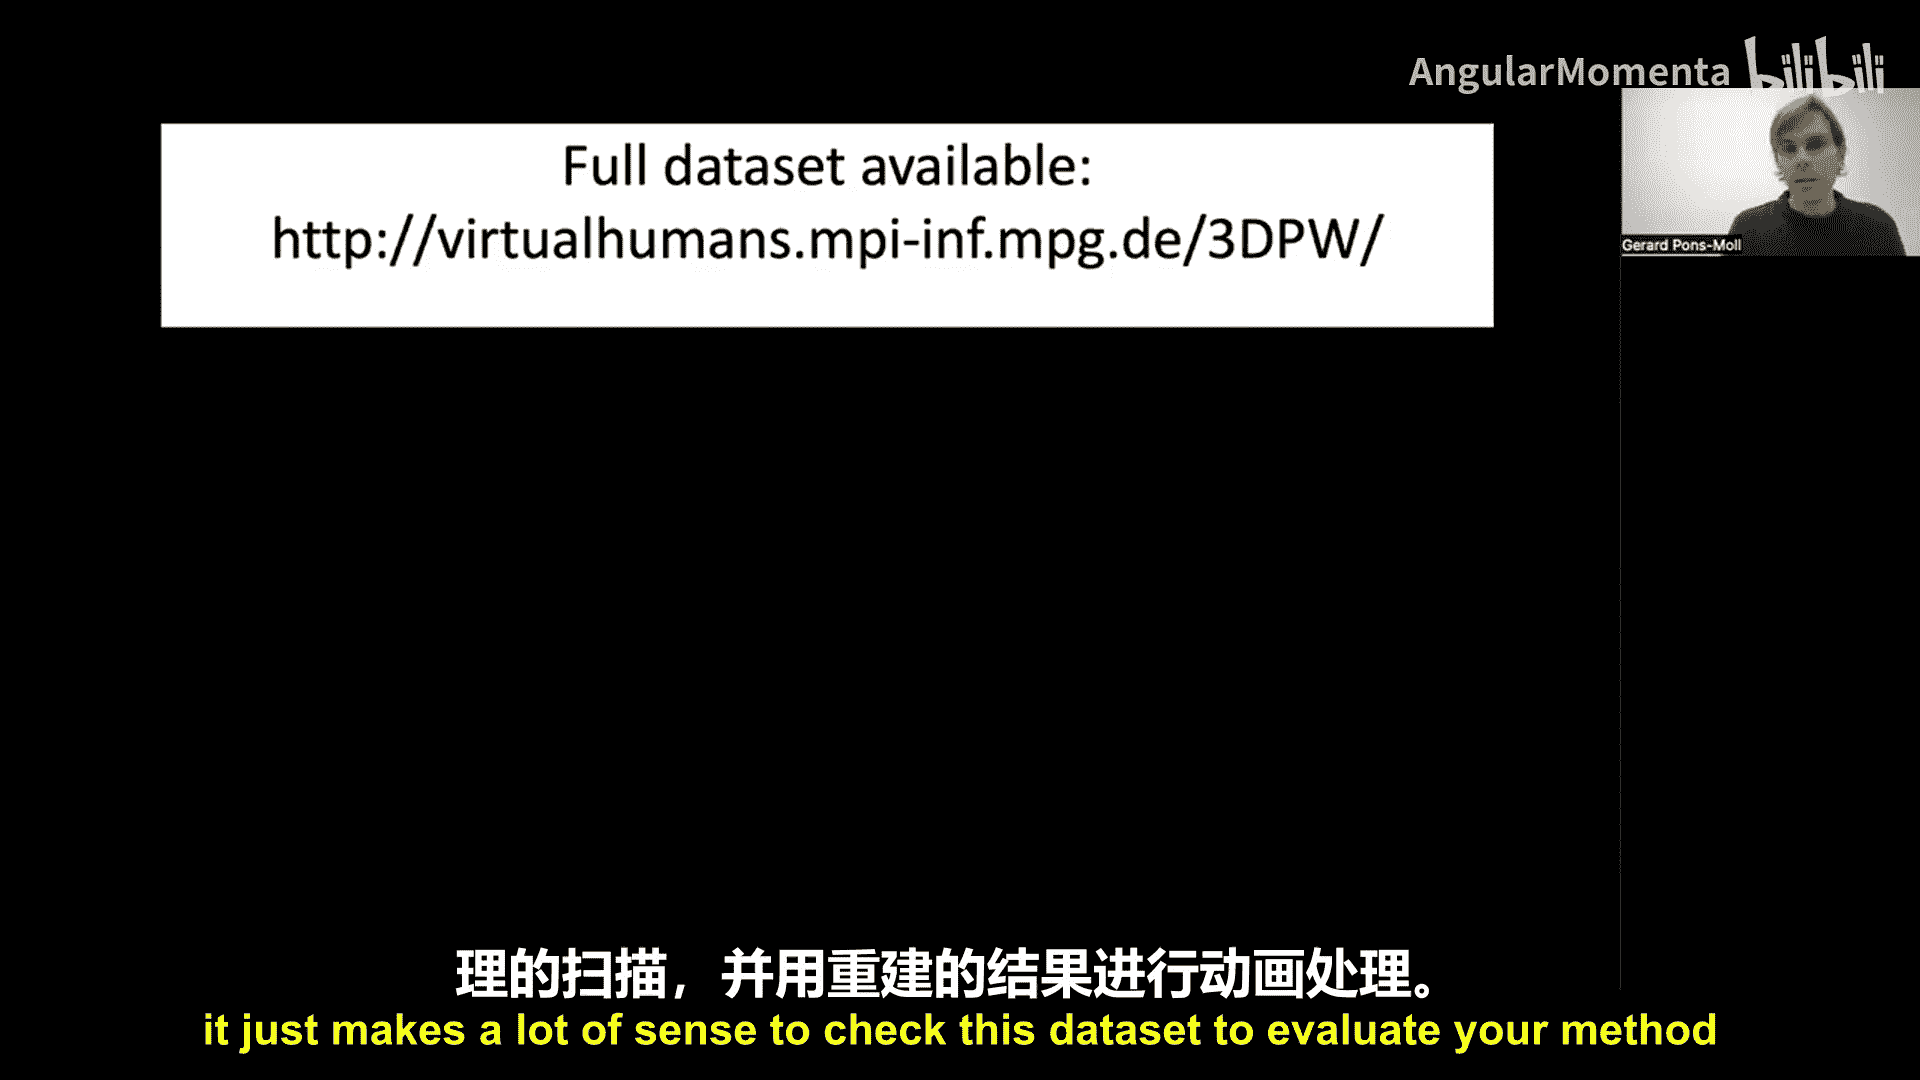 AngularMomenta bilibili
Full dataset available:
http://virtualhumans.mpi-inf.mpg.de/3DPW/
Gerard Pons-Moll
理的扫描，并用重建的结果进行动画处理。
it just makes a lot of sense to check this dataset to evaluate your method